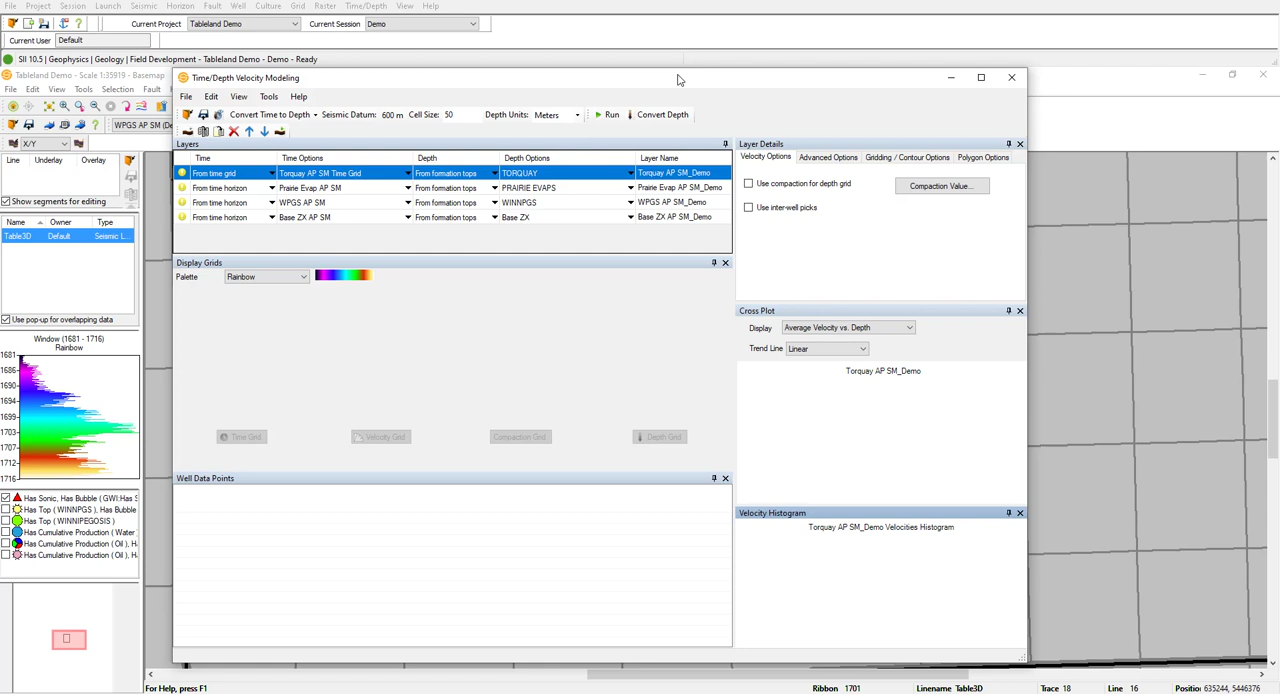 File Project Session Launch Seismic Horizon Fault Well Culture Grid Raster Time/Depth View Help
Current Project Tableland Demo Current Session Demo
Current User Default
SII 10.5 | Geophysics | Geology | Field Development - Tableland Demo - Demo - Ready
Tableland Demo - Scale 1:35919 - Basemap
File Edit View Tools Selection Fault
WPGS AP SM (De
X/Y
Line Underlay Overlay
Show segments for editing
Name Owner Type
Table3D Default Seismic L...
Use pop-up for overlapping data
Window (1681 - 1716)
Rainbow
1681
1686
1690
1694
1699
1703
1707
1712
1716
Has Sonic, Has Bubble ( GWI:Has S
Has Top ( WINNPGS ), Has Bubble
Has Top ( WINNIPEGOSIS )
Has Cumulative Production ( Water
Has Cumulative Production ( Oil ), H
Has Cumulative Production ( Oil ), H
Time/Depth Velocity Modeling
File Edit View Tools Help
Convert Time to Depth Seismic Datum: 600 m Cell Size: 50 Depth Units: Meters Run Convert Depth
Layers
Time Time Options Depth Depth Options Layer Name
From time grid Torquay AP SM Time Grid From formation tops TORQUAY Torquay AP SM_Demo
From time horizon Prairie Evap AP SM From formation tops PRAIRIE EVAPS Prairie Evap AP SM_Demo
From time horizon WPGS AP SM From formation tops WINNPGS WPGS AP SM_Demo
From time horizon Base ZX AP SM From formation tops Base ZX Base ZX AP SM_Demo
Display Grids
Palette Rainbow
Time Grid Velocity Grid Compaction Grid Depth Grid
Well Data Points
Layer Details
Velocity Options Advanced Options Gridding / Contour Options Polygon Options
Use compaction for depth grid Compaction Value...
Use inter-well picks
Cross Plot
Display Average Velocity vs. Depth
Trend Line Linear
Torquay AP SM_Demo
Velocity Histogram
Torquay AP SM_Demo Velocities Histogram
For Help, press F1 Ribbon 1701 Linename Table3D Trace 18 Line 16 Position 635244, 5446376